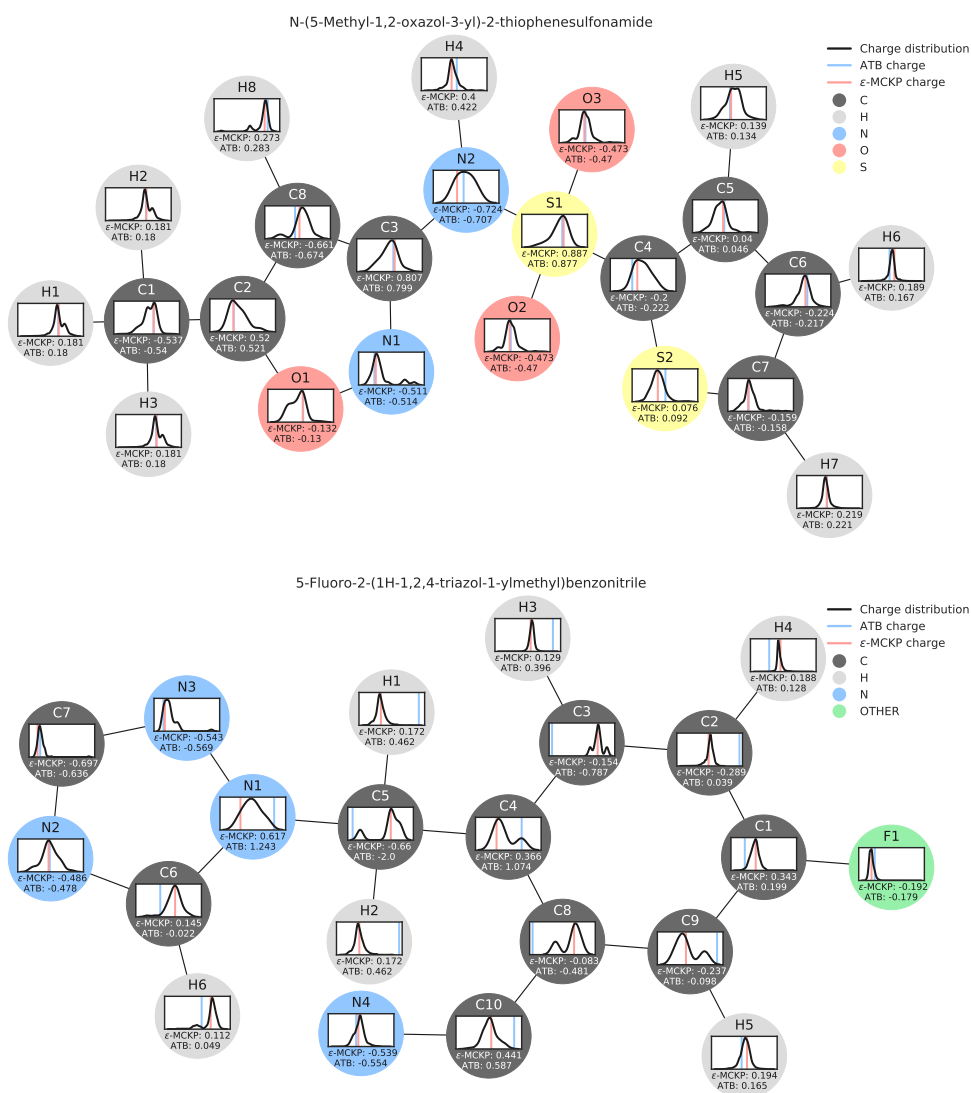 N-(5-Methyl-1,2-oxazol-3-yl)-2-thiophenesulfonamide
Charge distribution
ATB charge
ε-MCKP charge
C
H
N
O
S
H4
ε-MCKP: 0.4
ATB: 0.422
H5
ε-MCKP: 0.139
ATB: 0.134
H8
ε-MCKP: 0.273
ATB: 0.283
O3
ε-MCKP: -0.473
ATB: -0.47
N2
ε-MCKP: -0.724
ATB: -0.707
H2
ε-MCKP: 0.181
ATB: 0.18
C8
ε-MCKP: -0.661
ATB: -0.674
C5
ε-MCKP: 0.04
ATB: 0.046
S1
ε-MCKP: 0.887
ATB: 0.877
C3
ε-MCKP: 0.807
ATB: 0.799
C4
ε-MCKP: -0.2
ATB: -0.222
H6
ε-MCKP: 0.189
ATB: 0.167
C6
ε-MCKP: -0.224
ATB: -0.217
H1
ε-MCKP: 0.181
ATB: 0.18
C1
ε-MCKP: -0.537
ATB: -0.54
C2
ε-MCKP: 0.52
ATB: 0.521
O2
ε-MCKP: -0.473
ATB: -0.47
N1
ε-MCKP: -0.511
ATB: -0.514
S2
ε-MCKP: 0.076
ATB: 0.092
C7
ε-MCKP: -0.159
ATB: -0.158
O1
ε-MCKP: -0.132
ATB: -0.13
H3
ε-MCKP: 0.181
ATB: 0.18
H7
ε-MCKP: 0.219
ATB: 0.221
5-Fluoro-2-(1H-1,2,4-triazol-1-ylmethyl)benzonitrile
Charge distribution
ATB charge
ε-MCKP charge
C
H
N
OTHER
H3
ε-MCKP: 0.129
ATB: 0.396
H4
ε-MCKP: 0.188
ATB: 0.128
H1
ε-MCKP: 0.172
ATB: 0.462
N3
ε-MCKP: -0.543
ATB: -0.569
C7
ε-MCKP: -0.697
ATB: -0.636
C3
ε-MCKP: -0.154
ATB: -0.787
C2
ε-MCKP: -0.289
ATB: 0.039
N1
ε-MCKP: 0.617
ATB: 1.243
C5
ε-MCKP: -0.66
ATB: -2.0
C4
ε-MCKP: 0.366
ATB: 1.074
N2
ε-MCKP: -0.486
ATB: -0.478
C1
ε-MCKP: 0.343
ATB: 0.199
F1
ε-MCKP: -0.192
ATB: -0.179
C6
ε-MCKP: 0.145
ATB: -0.022
H2
ε-MCKP: 0.172
ATB: 0.462
C8
ε-MCKP: -0.083
ATB: -0.481
C9
ε-MCKP: -0.237
ATB: -0.098
H6
ε-MCKP: 0.112
ATB: 0.049
N4
ε-MCKP: -0.539
ATB: -0.554
C10
ε-MCKP: 0.441
ATB: 0.587
H5
ε-MCKP: 0.194
ATB: 0.165